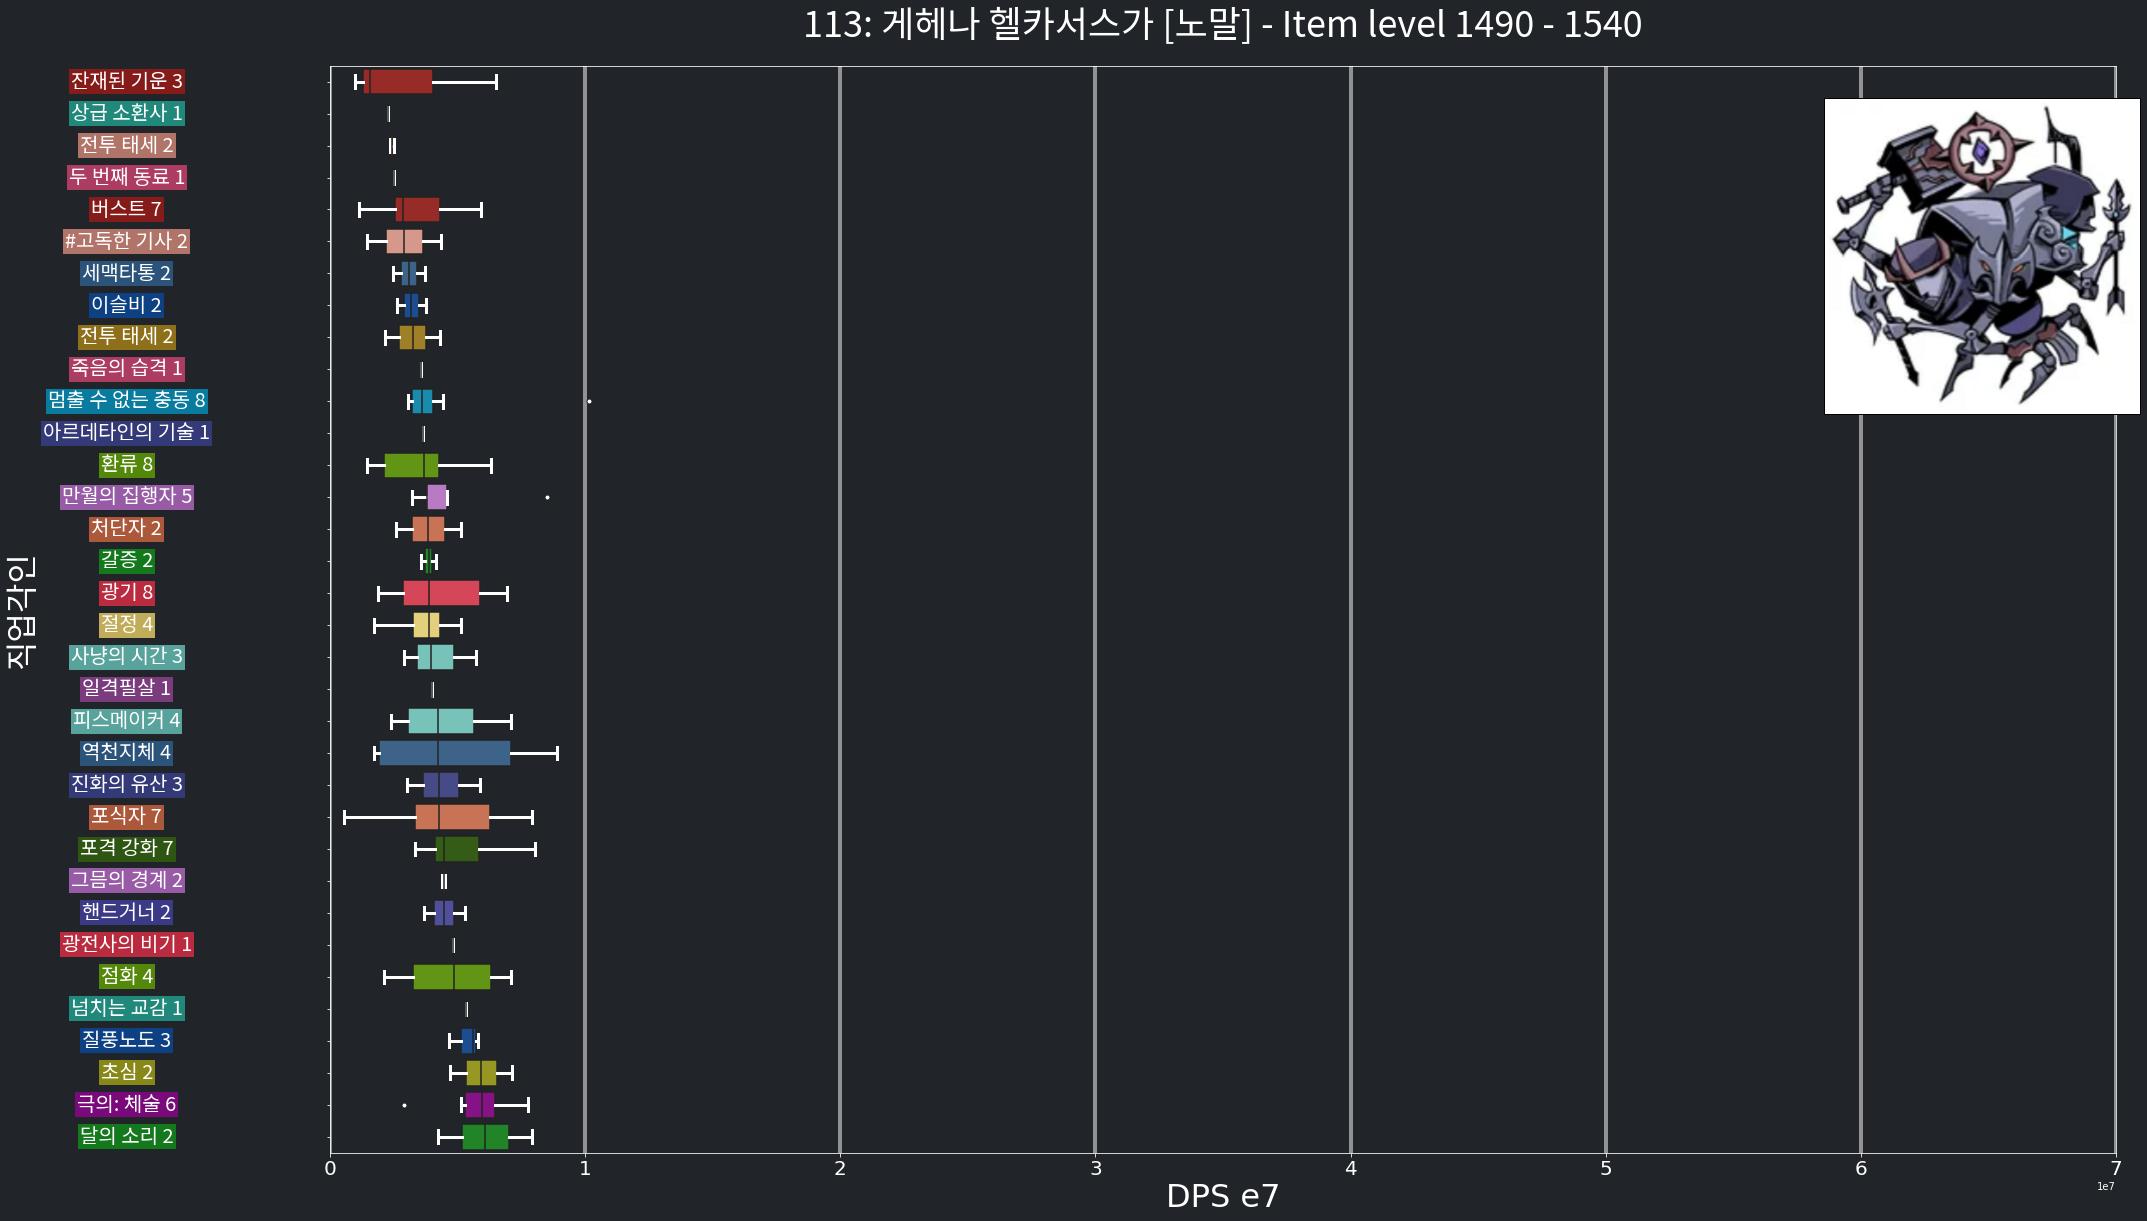 113: 게헤나 헬카서스가 [노말] - Item level 1490 - 1540
직업각인
잔재된 기운 3
상급 소환사 1
전투 태세 2
두 번째 동료 1
버스트 7
#고독한 기사 2
세맥타통 2
이슬비 2
전투 태세 2
죽음의 습격 1
멈출 수 없는 충동 8
아르데타인의 기술 1
환류 8
만월의 집행자 5
처단자 2
갈증 2
광기 8
절정 4
사냥의 시간 3
일격필살 1
피스메이커 4
역천지체 4
진화의 유산 3
포식자 7
포격 강화 7
그믐의 경계 2
핸드거너 2
광전사의 비기 1
점화 4
넘치는 교감 1
질풍노도 3
초심 2
극의: 체술 6
달의 소리 2
0 1 2 3 4 5 6 7
1e7
DPS e7